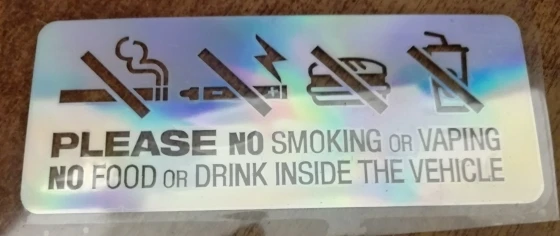 PLEASE NO SMOKING OR VAPING
NO FOOD OR DRINK INSIDE THE VEHICLE